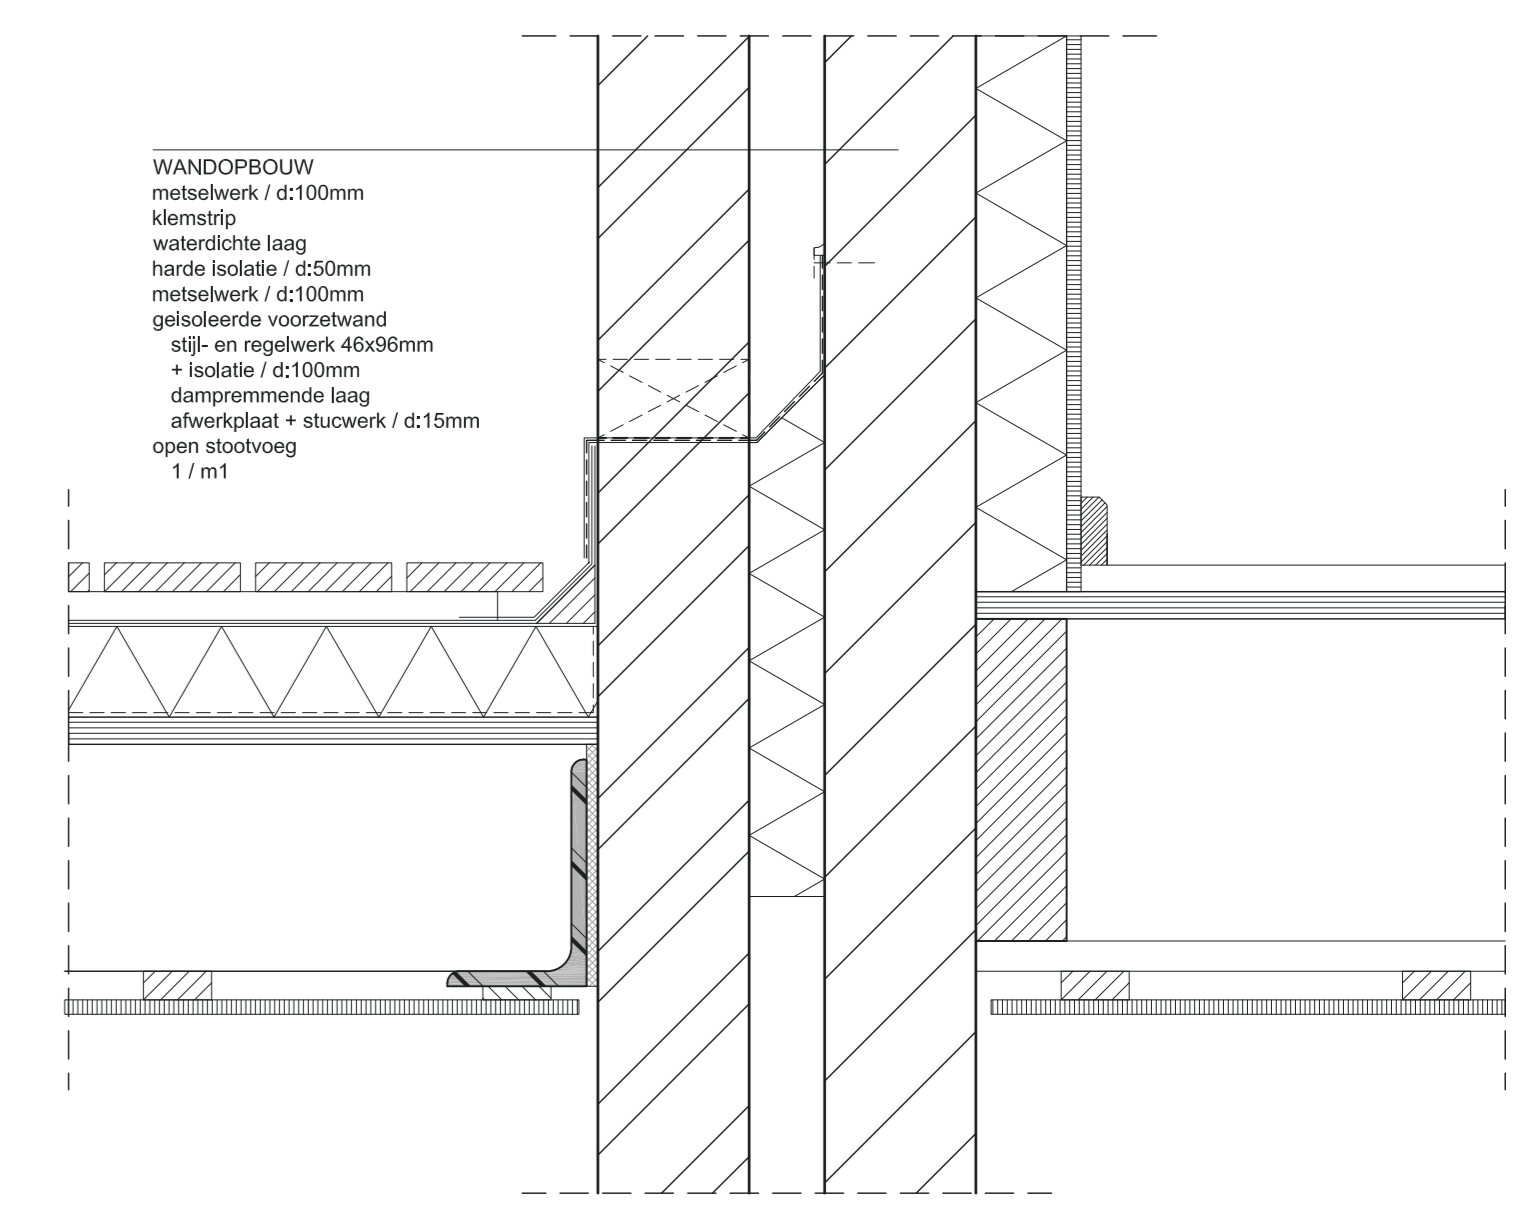 WANDOPBOUW
metselwerk / d:100mm
klemstrip
waterdichte laag
harde isolatie / d:50mm
metselwerk / d:100mm
geisoleerde voorzetwand
stijl- en regelwerk 46x96mm
+ isolatie / d:100mm
dampremmende laag
afwerkplaat + stucwerk / d:15mm
open stootvoeg
1 / m1